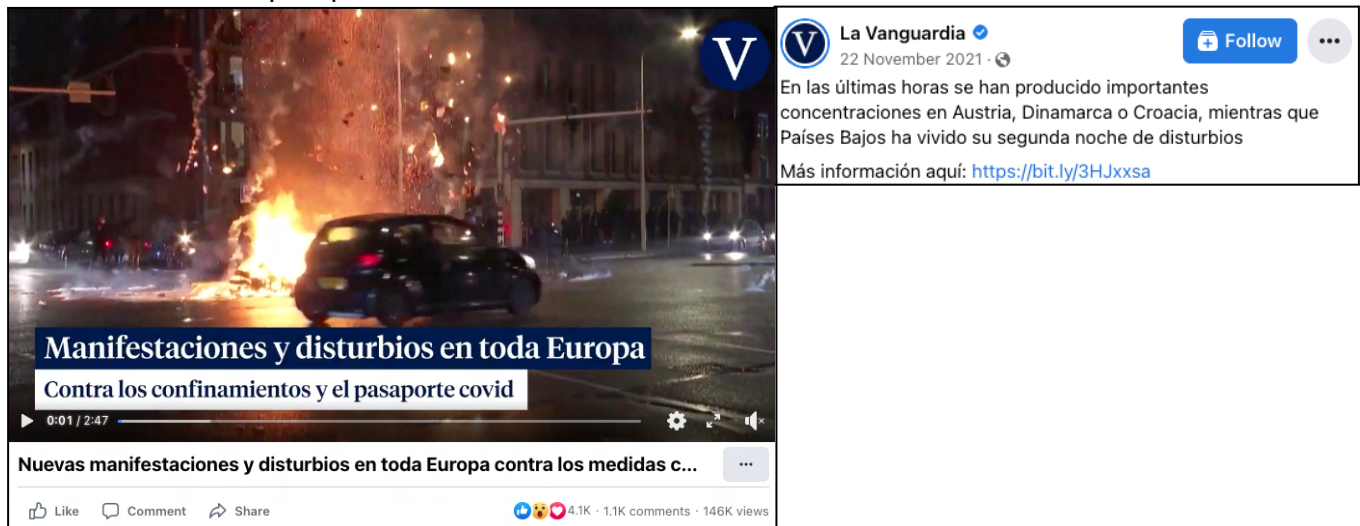 V
Manifestaciones y disturbios en toda Europa
Contra los confinamientos y el pasaporte covid
0:01 / 2:47
Nuevas manifestaciones y disturbios en toda Europa contra los medidas c...
Like Comment Share 4.1K · 1.1K comments · 146K views
V La Vanguardia
22 November 2021 ·
Follow
En las últimas horas se han producido importantes
concentraciones en Austria, Dinamarca o Croacia, mientras que
Países Bajos ha vivido su segunda noche de disturbios
Más información aquí: https://bit.ly/3HJxxsa